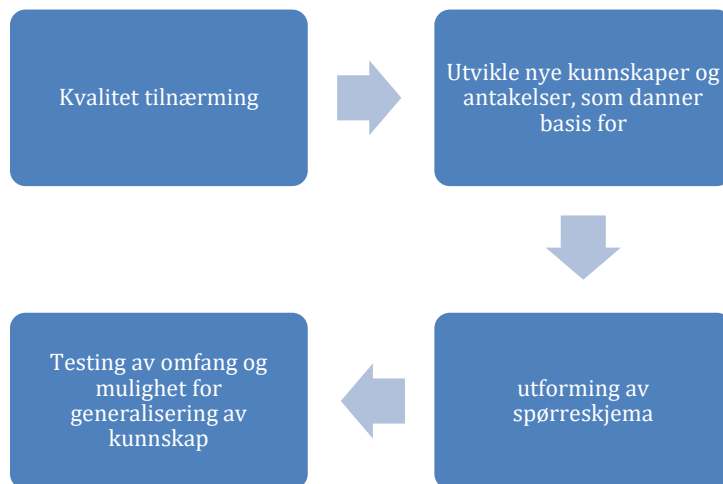 Kvalitet tilnærming
Utvikle nye kunnskaper og
antakelser, som danner
basis for
utforming av
spørreskjema
Testing av omfang og
mulighet for
generalisering av
kunnskap